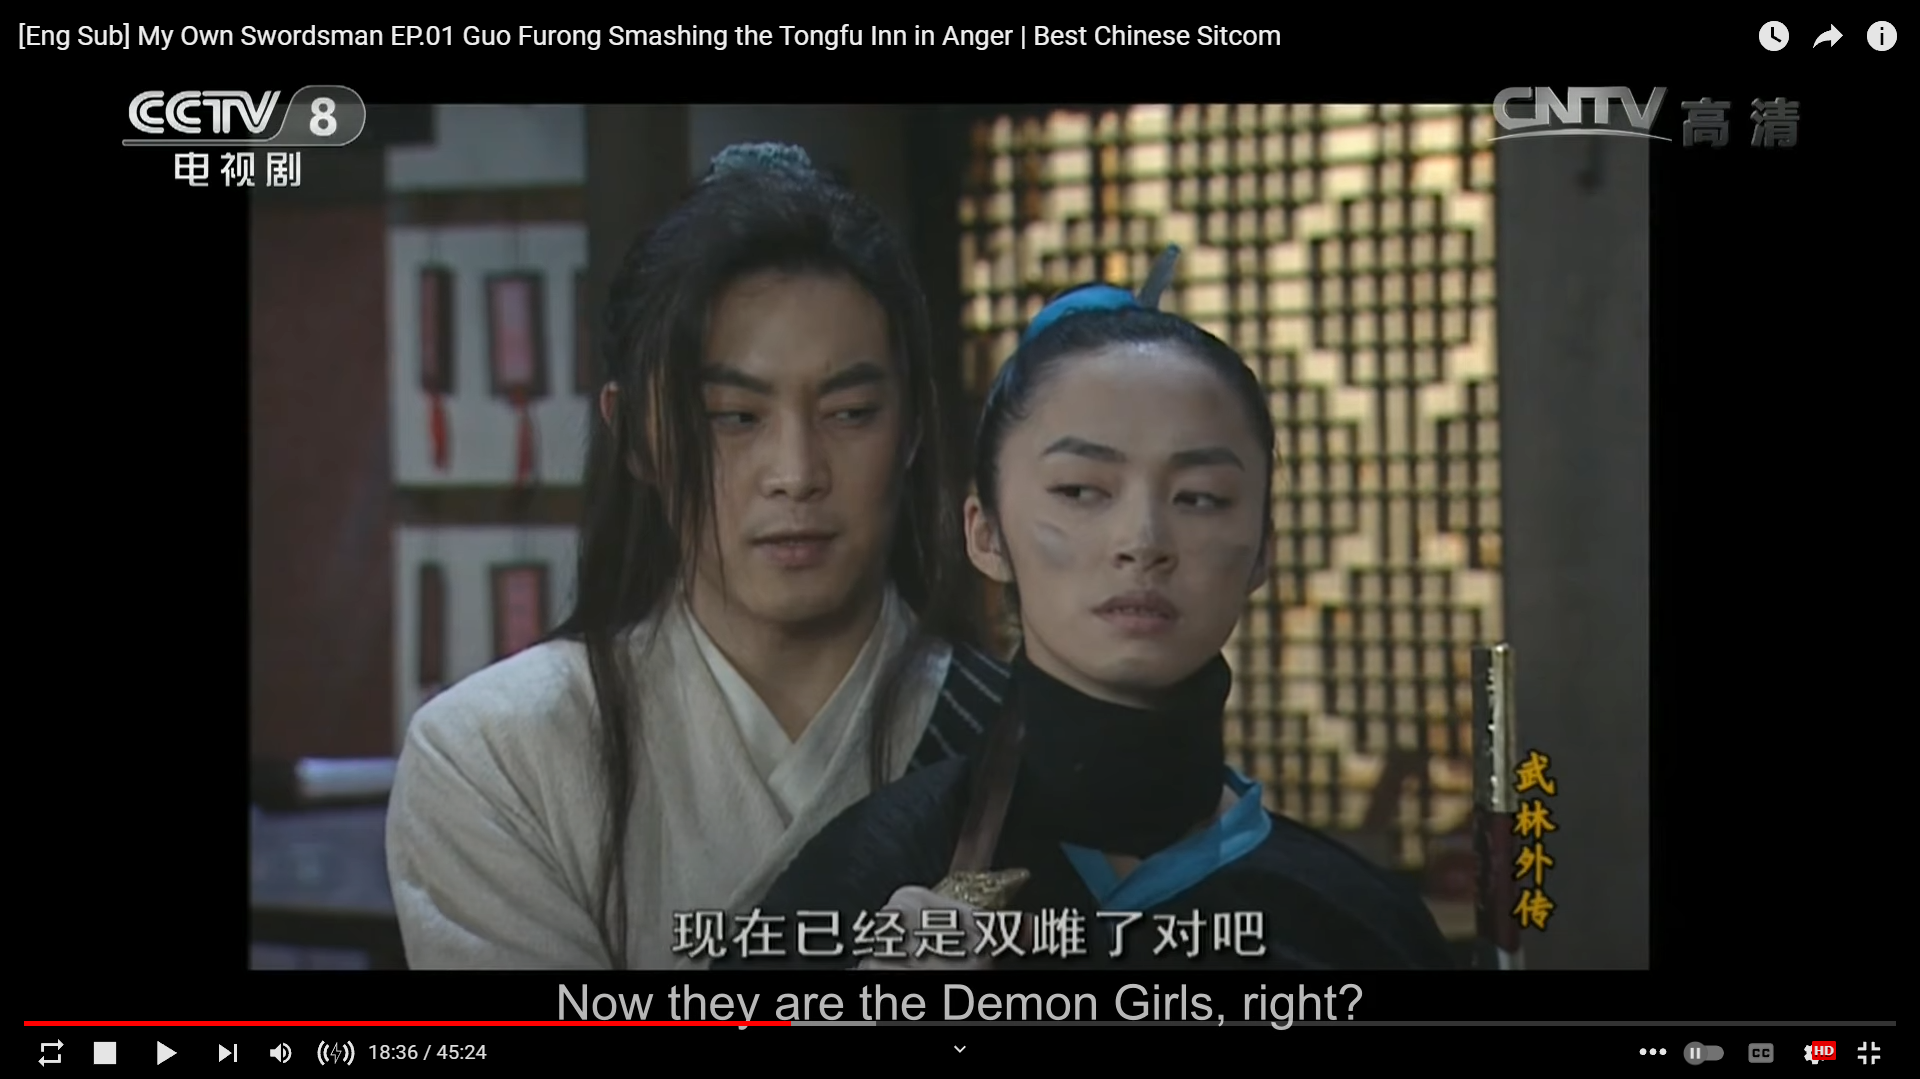 [Eng Sub] My Own Swordsman EP.01 Guo Furong Smashing the Tongfu Inn in Anger | Best Chinese Sitcom
CCTV 8
电视剧
CNTV 高清
武林外传
现在已经是双雌了对吧
Now they are the Demon Girls, right?
18:36 / 45:24
CC
HD